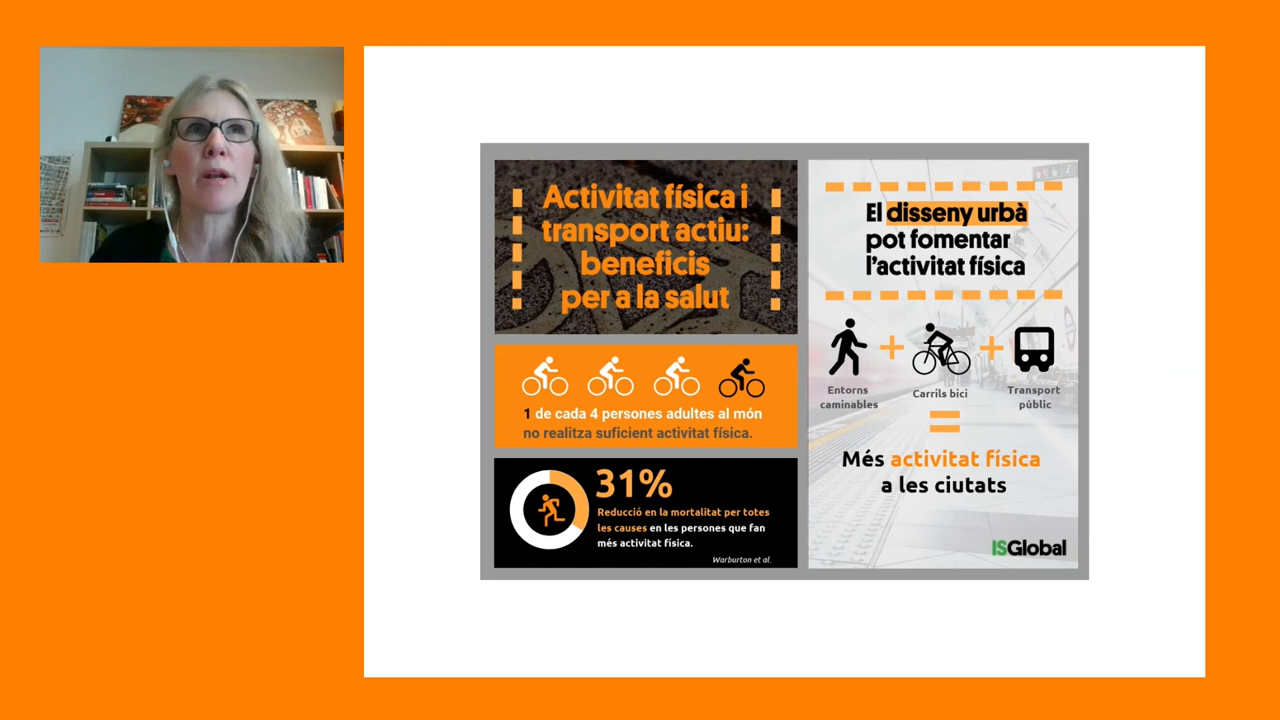 Activitat física i
transport actiu:
beneficis
per a la salut
1 de cada 4 persones adultes al món
no realitza suficient activitat física.
31%
Reducció en la mortalitat per totes
les causes en les persones que fan
més activitat física.
Warburton et al.
El disseny urbà
pot fomentar
l'activitat física
+
+
Entorns
caminables
Carrils bici
Transport
públic
=
Més activitat física
a les ciutats
ISGlobal